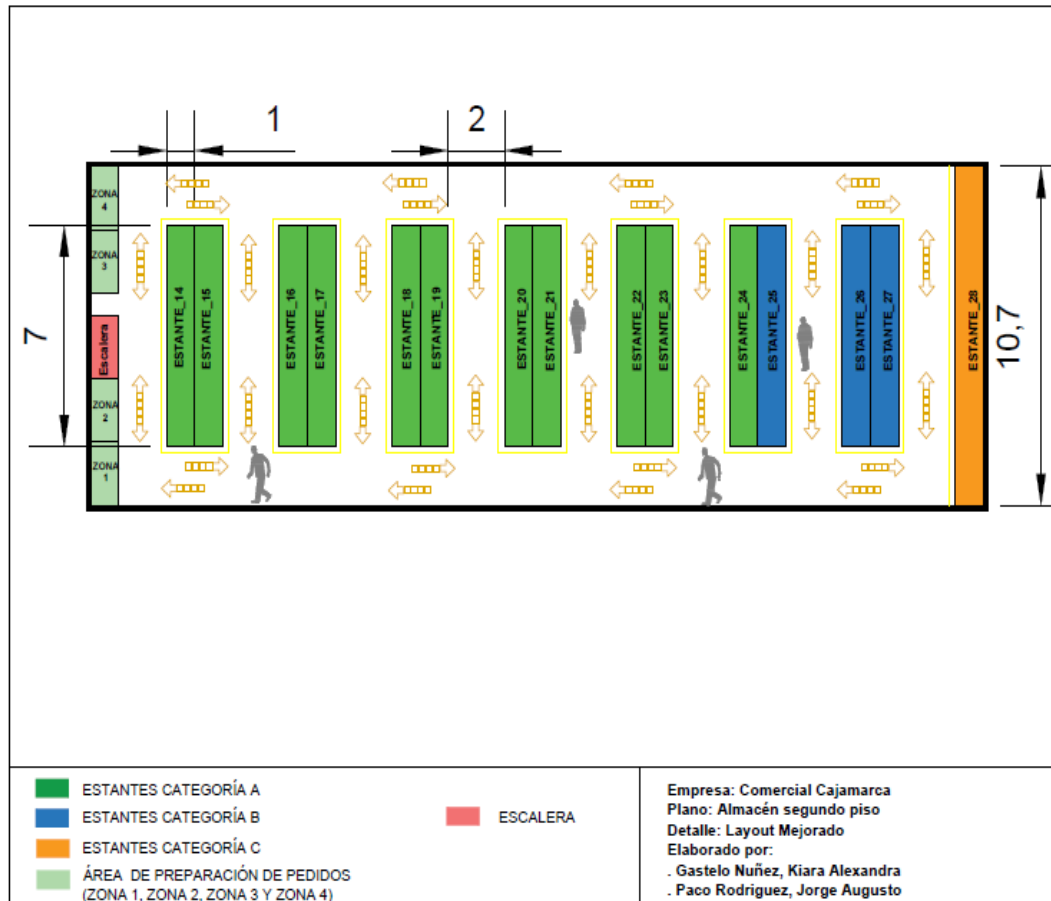 1
2
7
10,7
ZONA
4
ZONA
3
Escalera
ZONA
2
ZONA
1
ESTANTE_14
ESTANTE_15
ESTANTE_16
ESTANTE_17
ESTANTE_18
ESTANTE_19
ESTANTE_20
ESTANTE_21
ESTANTE_22
ESTANTE_23
ESTANTE_24
ESTANTE_25
ESTANTE_26
ESTANTE_27
ESTANTE_28
ESTANTES CATEGORÍA A
ESTANTES CATEGORÍA B
ESTANTES CATEGORÍA C
ÁREA DE PREPARACIÓN DE PEDIDOS
(ZONA 1, ZONA 2, ZONA 3 Y ZONA 4)
ESCALERA
Empresa: Comercial Cajamarca
Plano: Almacén segundo piso
Detalle: Layout Mejorado
Elaborado por:
. Gastelo Nuñez, Kiara Alexandra
. Paco Rodriguez, Jorge Augusto